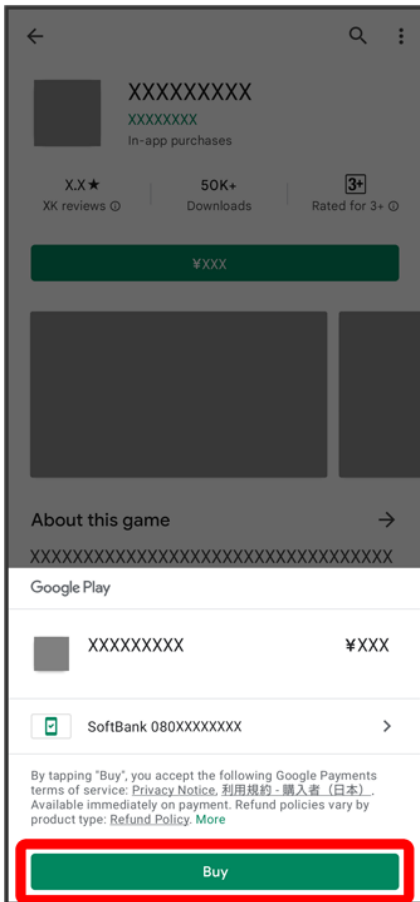 XXXXXXXXX
XXXXXXXX
In-app purchases
X.X★ 50K+ 3+
XK reviews Downloads Rated for 3+
¥XXX
About this game
XXXXXXXXXXXXXXXXXXXXXXXXXXXXXXXXXX
Google Play
XXXXXXXXX ¥XXX
SoftBank 080XXXXXXXX
By tapping "Buy", you accept the following Google Payments
terms of service: Privacy Notice, 利用規約 - 購入者（日本）.
Available immediately on payment. Refund policies vary by
product type: Refund Policy. More
Buy